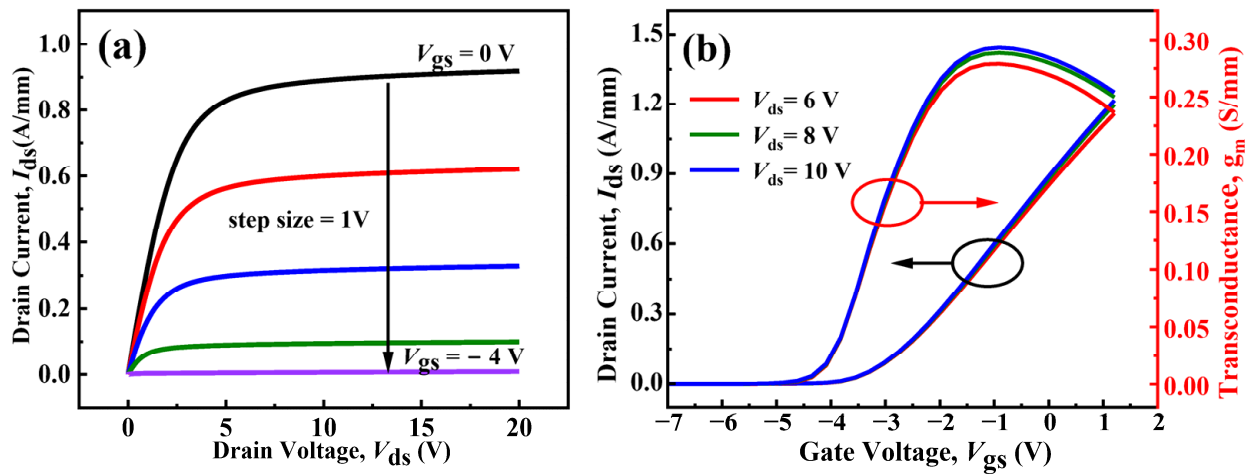 (a)
Vgs = 0 V
step size = 1V
Vgs = − 4 V
Drain Current, Ids(A/mm)
1.0
0.8
0.6
0.4
0.2
0.0
0 5 10 15 20
Drain Voltage, Vds (V)
(b)
Vds= 6 V
Vds= 8 V
Vds= 10 V
Drain Current, Ids (A/mm)
1.5
1.2
0.9
0.6
0.3
0.0
−7 −6 −5 −4 −3 −2 −1 0 1 2
Gate Voltage, Vgs (V)
0.30
0.25
0.20
0.15
0.10
0.05
0.00
Transconductance, gm (S/mm)